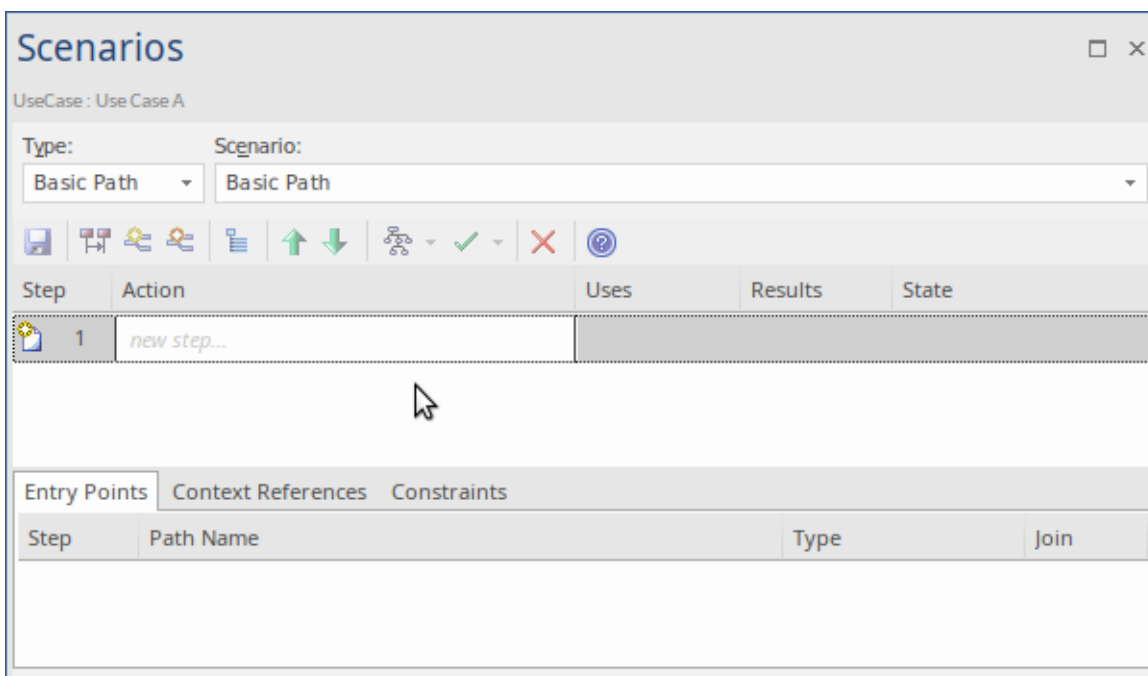 Scenarios
UseCase : Use Case A
Type: Scenario:
Basic Path Basic Path
Step Action Uses Results State
1 new step...
Entry Points Context References Constraints
Step Path Name Type Join